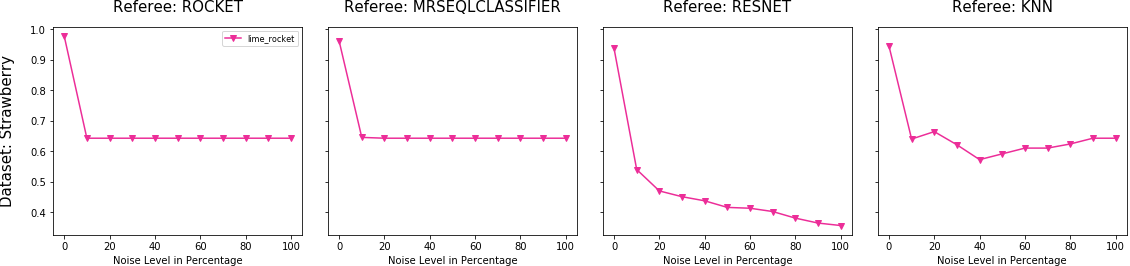 Referee: ROCKET
Referee: MRSEQLCLASSIFIER
Referee: RESNET
Referee: KNN
Dataset: Strawberry
1.0
0.9
0.8
0.7
0.6
0.5
0.4
lime_rocket
0 20 40 60 80 100
0 20 40 60 80 100
0 20 40 60 80 100
0 20 40 60 80 100
Noise Level in Percentage
Noise Level in Percentage
Noise Level in Percentage
Noise Level in Percentage